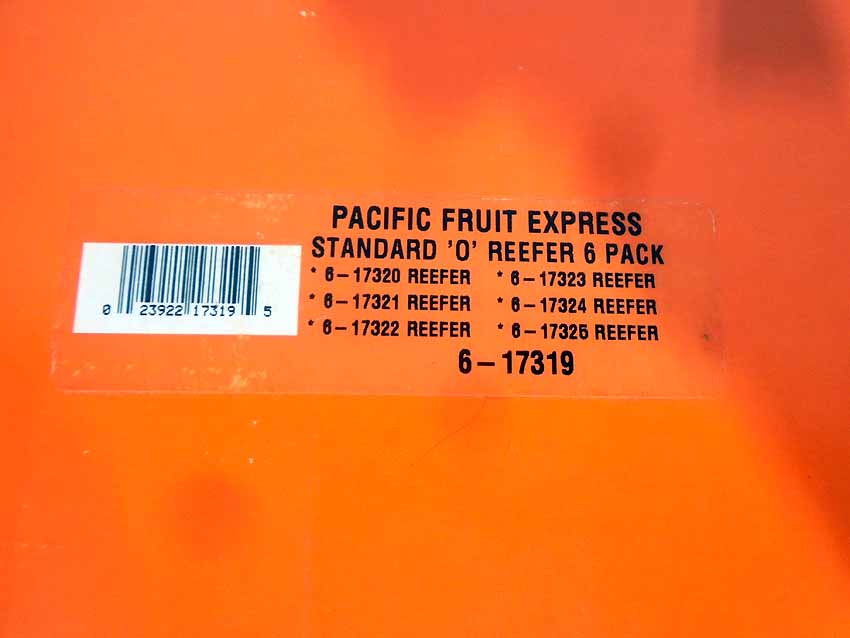 PACIFIC FRUIT EXPRESS
STANDARD 'O' REEFER 6 PACK
* 6-17320 REEFER * 6-17323 REEFER
* 6-17321 REEFER * 6-17324 REEFER
* 6-17322 REEFER * 6-17325 REEFER
6-17319
0 23922 17319 5